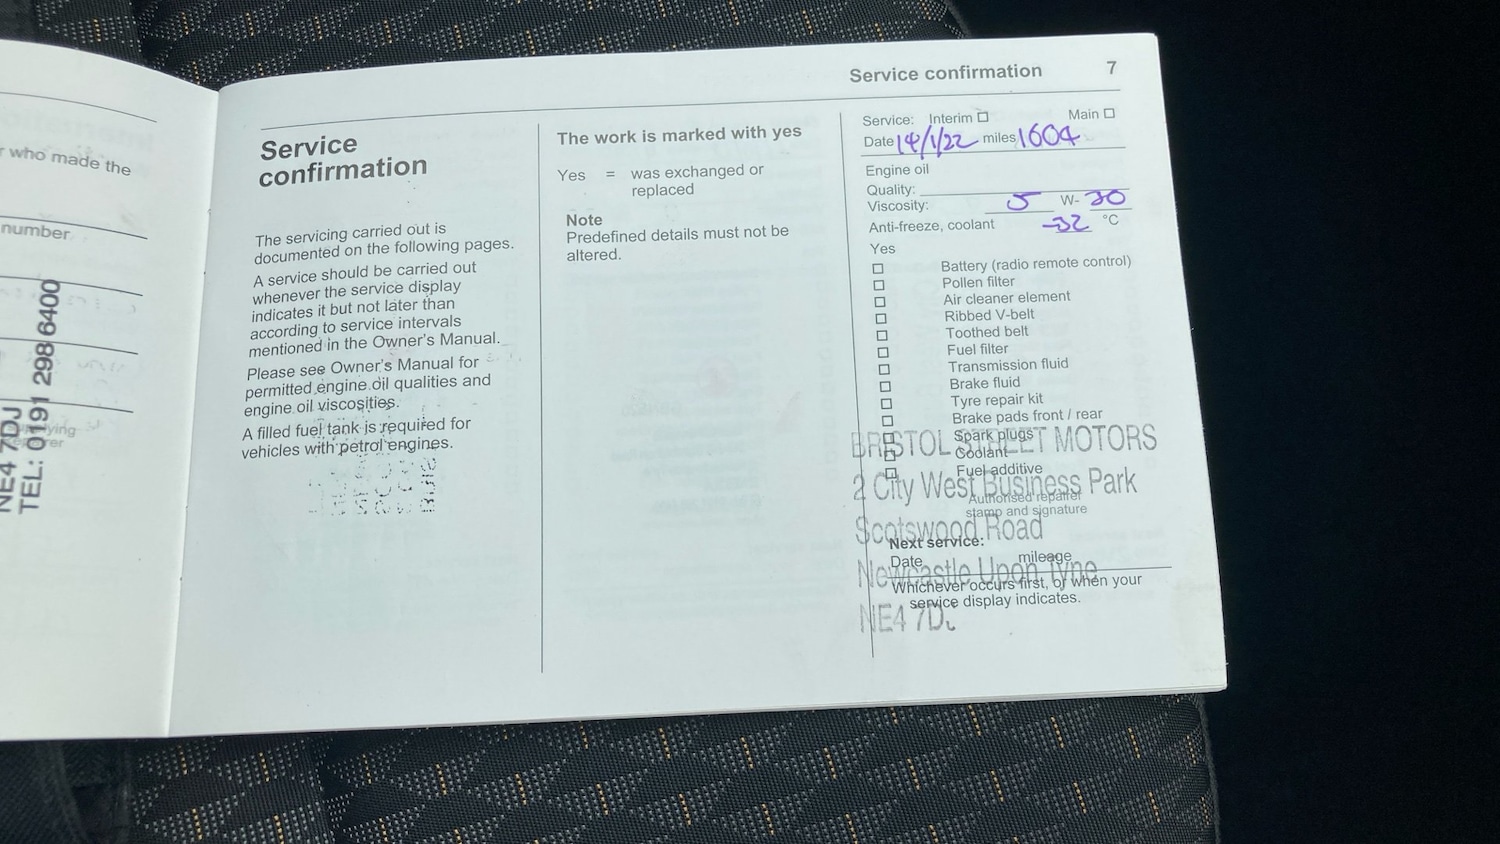 r who made the
number
NE4 7DJ
TEL: 0191 298 6400
Service confirmation 7
Service
confirmation
The servicing carried out is
documented on the following pages.
A service should be carried out
whenever the service display
indicates it but not later than
according to service intervals
mentioned in the Owner's Manual.
Please see Owner's Manual for
permitted engine oil qualities and
engine oil viscosities.
A filled fuel tank is required for
vehicles with petrol engines.
The work is marked with yes
Yes = was exchanged or
replaced
Note
Predefined details must not be
altered.
Service: Interim ☐ Main ☐
Date 14/1/22 miles 1604
Engine oil
Quality:
Viscosity: 5 W- 30
Anti-freeze, coolant -32 °C
Yes
☐ Battery (radio remote control)
☐ Pollen filter
☐ Air cleaner element
☐ Ribbed V-belt
☐ Toothed belt
☐ Fuel filter
☐ Transmission fluid
☐ Brake fluid
☐ Tyre repair kit
☐ Brake pads front / rear
☐ Spark plugs
☐ Coolant
☐ Fuel additive
Authorised repairer
stamp and signature
Next service:
Date mileage
Whichever occurs first, or when your
service display indicates.
BRISTOL STREET MOTORS
2 City West Business Park
Scotswood Road
Newcastle Upon Tyne
NE4 7DJ